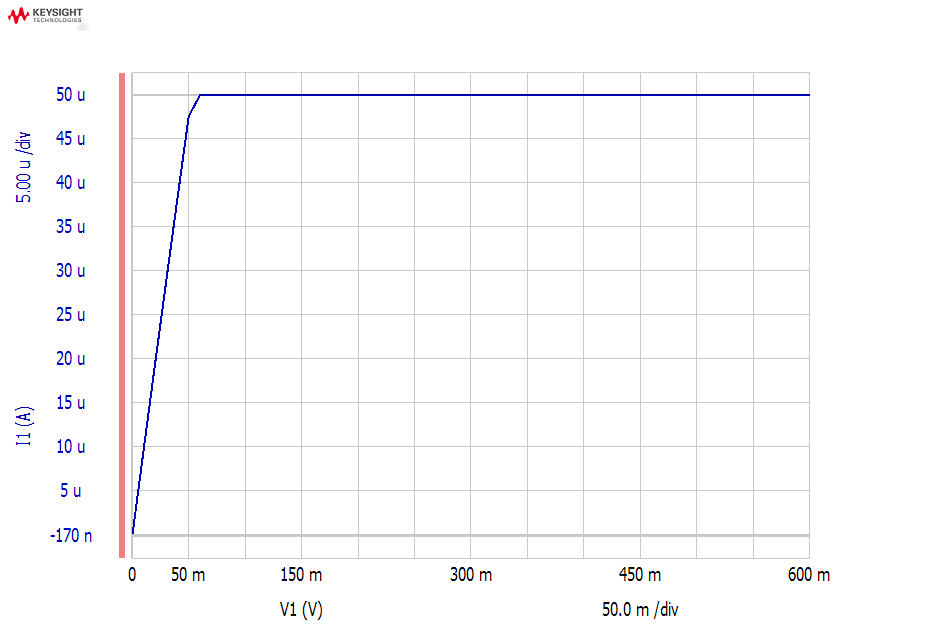 KEYSIGHT
TECHNOLOGIES
5.00 u /div
I1 (A)
50 u
45 u
40 u
35 u
30 u
25 u
20 u
15 u
10 u
5 u
-170 n
0 50 m 150 m 300 m 450 m 600 m
V1 (V) 50.0 m /div